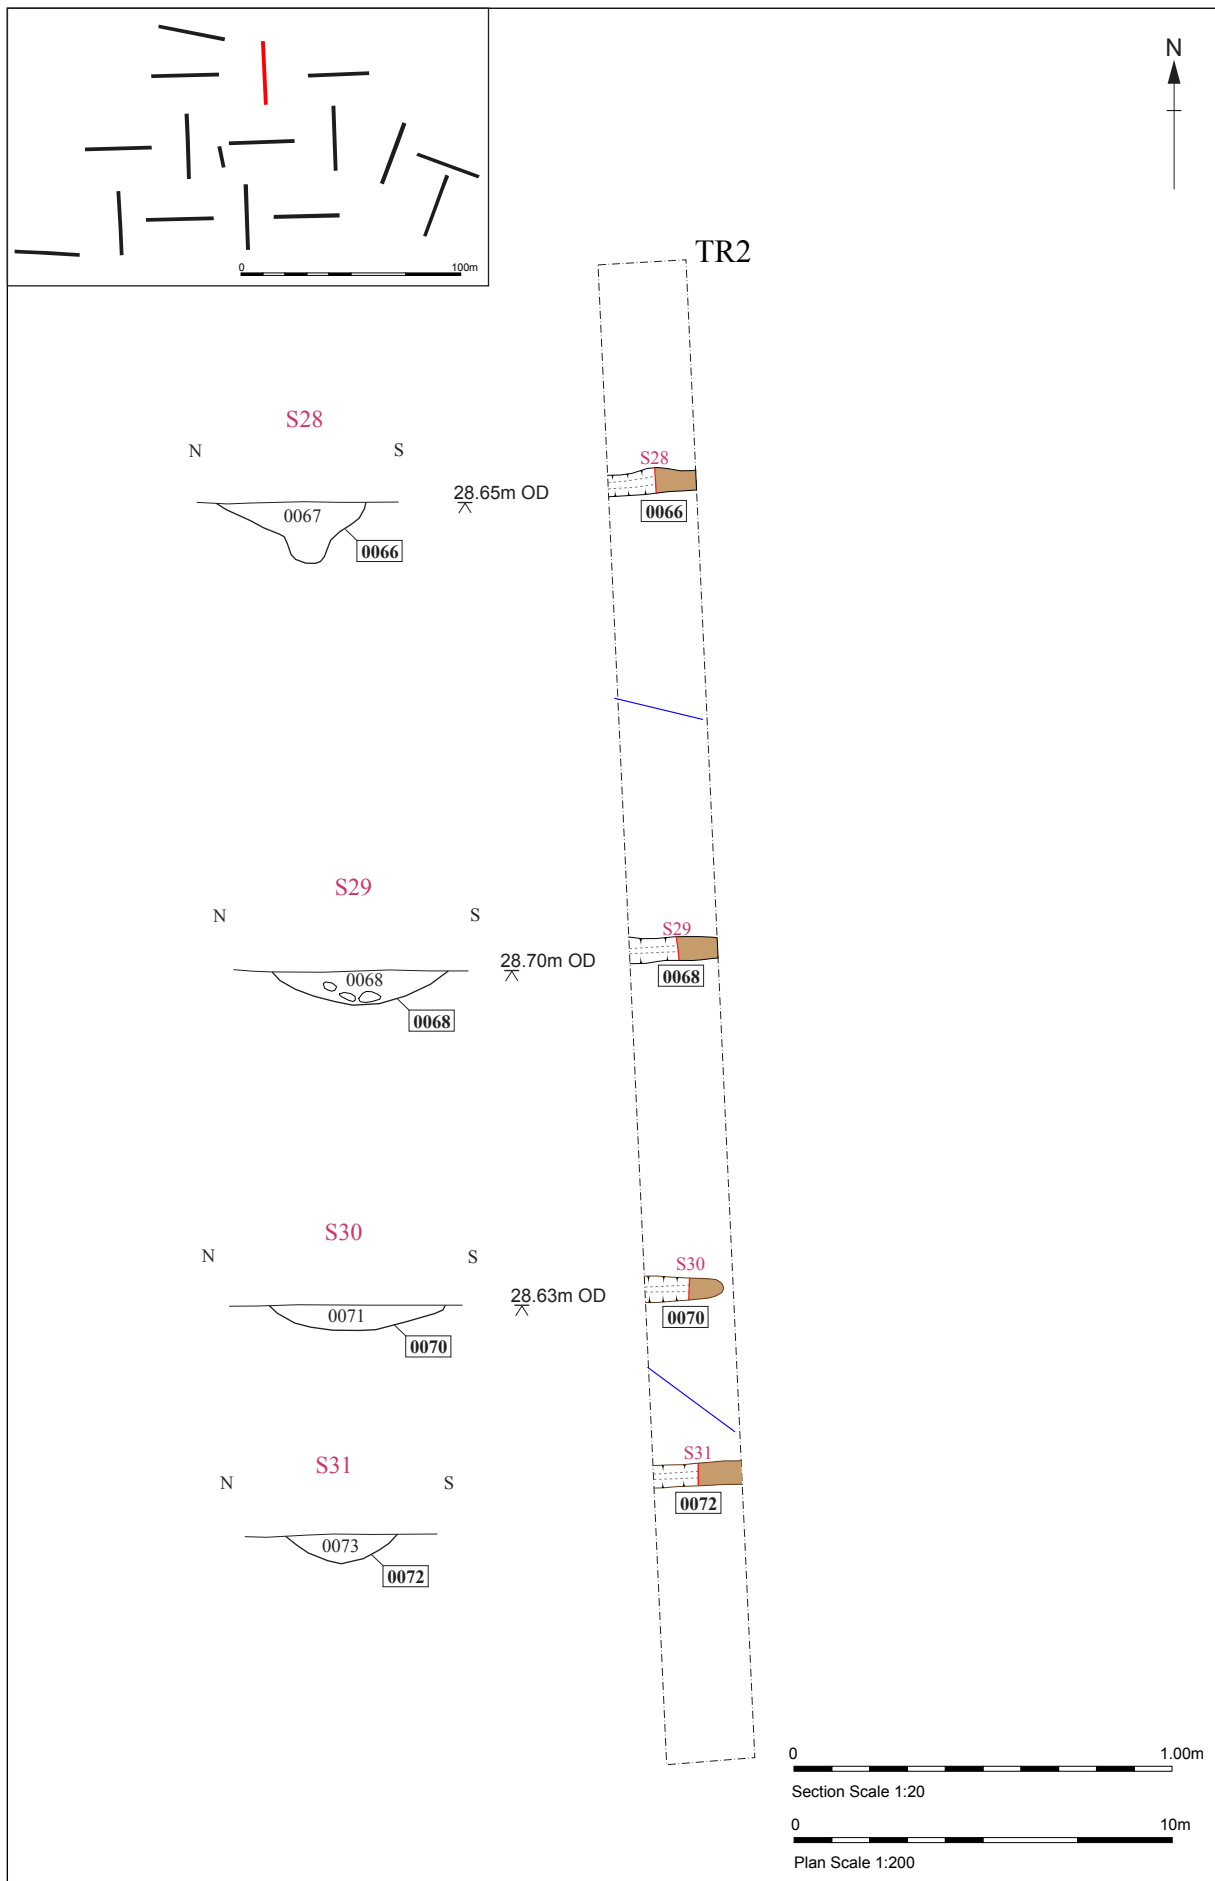 0 100m
N
TR2
S28
N S
28.65m OD
0067
0066
S28
0066
S29
N S
28.70m OD
0068
0068
S29
0068
S30
N S
28.63m OD
0071
0070
S30
0070
S31
N S
0073
0072
S31
0072
0 1.00m
Section Scale 1:20
0 10m
Plan Scale 1:200